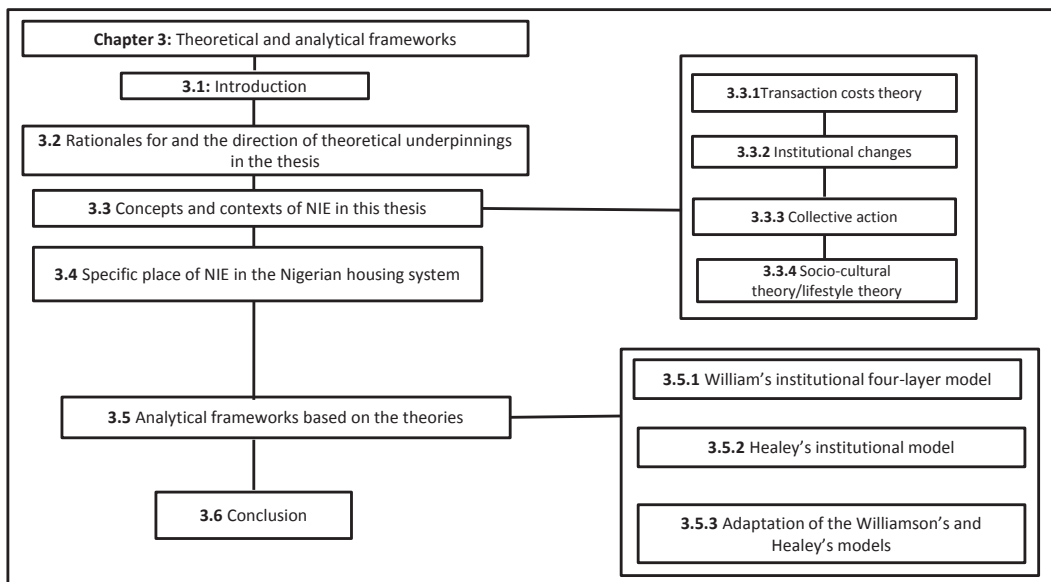 Chapter 3: Theoretical and analytical frameworks
3.1: Introduction
3.2 Rationales for and the direction of theoretical underpinnings
in the thesis
3.3 Concepts and contexts of NIE in this thesis
3.4 Specific place of NIE in the Nigerian housing system
3.3.1Transaction costs theory
3.3.2 Institutional changes
3.3.3 Collective action
3.3.4 Socio-cultural
theory/lifestyle theory
3.5 Analytical frameworks based on the theories
3.5.1 William’s institutional four-layer model
3.5.2 Healey’s institutional model
3.5.3 Adaptation of the Williamson’s and
Healey’s models
3.6 Conclusion